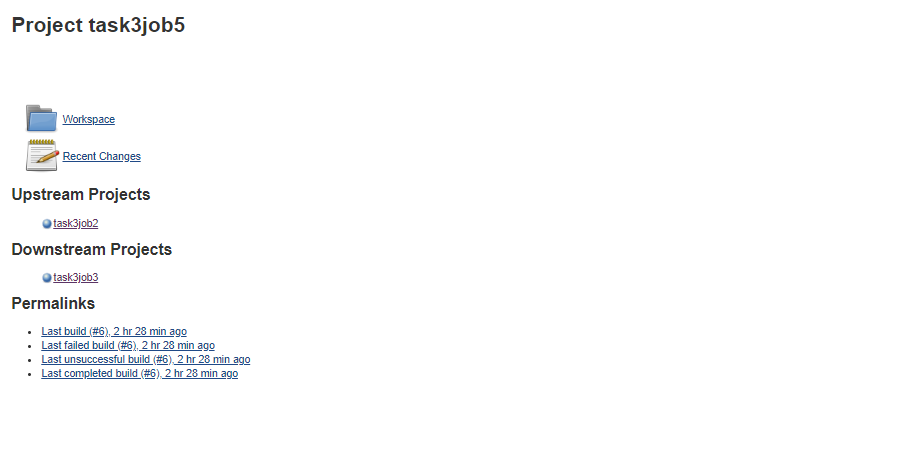 Project task3job5
Workspace
Recent Changes
Upstream Projects
task3job2
Downstream Projects
task3job3
Permalinks
Last build (#6), 2 hr 28 min ago
Last failed build (#6), 2 hr 28 min ago
Last unsuccessful build (#6), 2 hr 28 min ago
Last completed build (#6), 2 hr 28 min ago